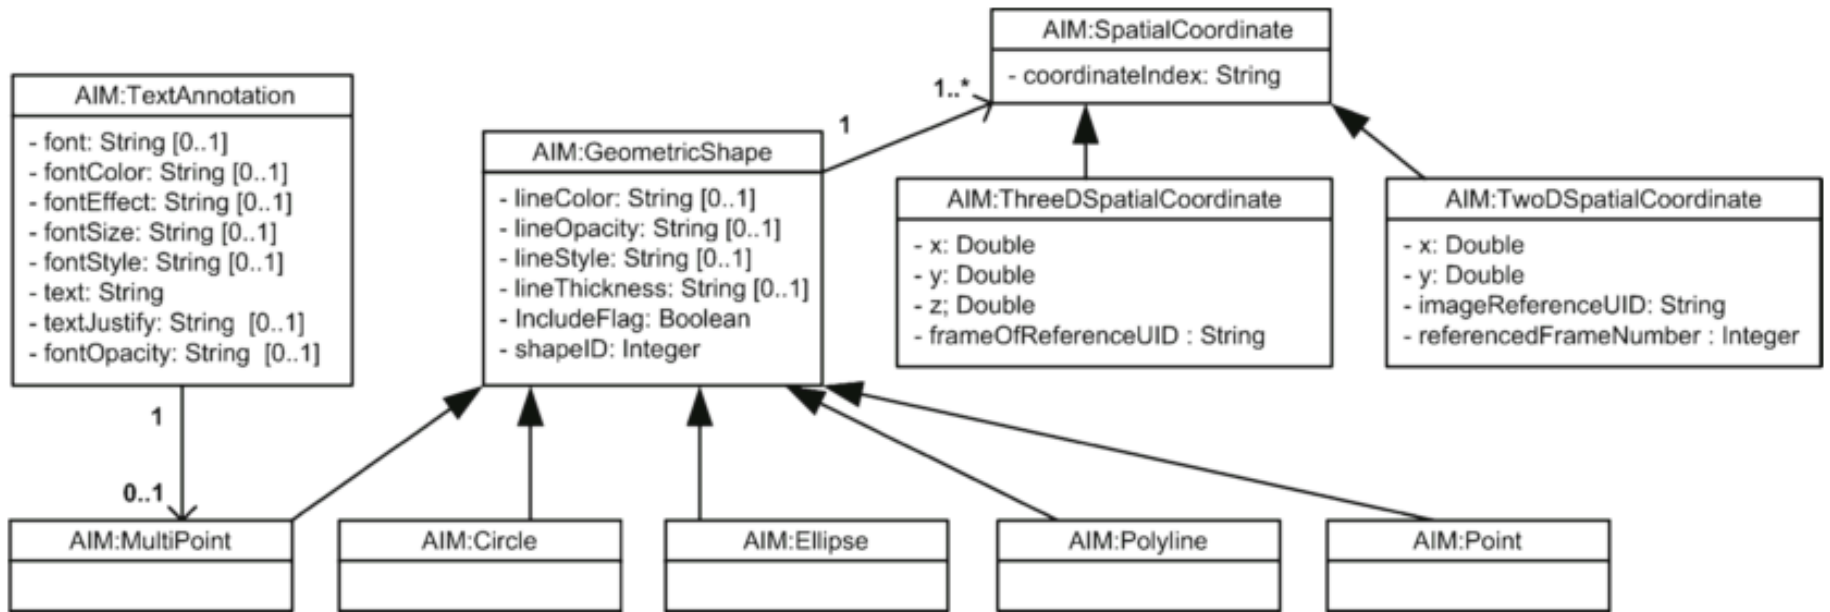 AIM:SpatialCoordinate
- coordinateIndex: String
1..*
1
AIM:TextAnnotation
- font: String [0..1]
- fontColor: String [0..1]
- fontEffect: String [0..1]
- fontSize: String [0..1]
- fontStyle: String [0..1]
- text: String
- textJustify: String [0..1]
- fontOpacity: String [0..1]
1
0..1
AIM:GeometricShape
- lineColor: String [0..1]
- lineOpacity: String [0..1]
- lineStyle: String [0..1]
- lineThickness: String [0..1]
- IncludeFlag: Boolean
- shapeID: Integer
AIM:ThreeDSpatialCoordinate
- x: Double
- y: Double
- z; Double
- frameOfReferenceUID : String
AIM:TwoDSpatialCoordinate
- x: Double
- y: Double
- imageReferenceUID: String
- referencedFrameNumber : Integer
AIM:MultiPoint
AIM:Circle
AIM:Ellipse
AIM:Polyline
AIM:Point